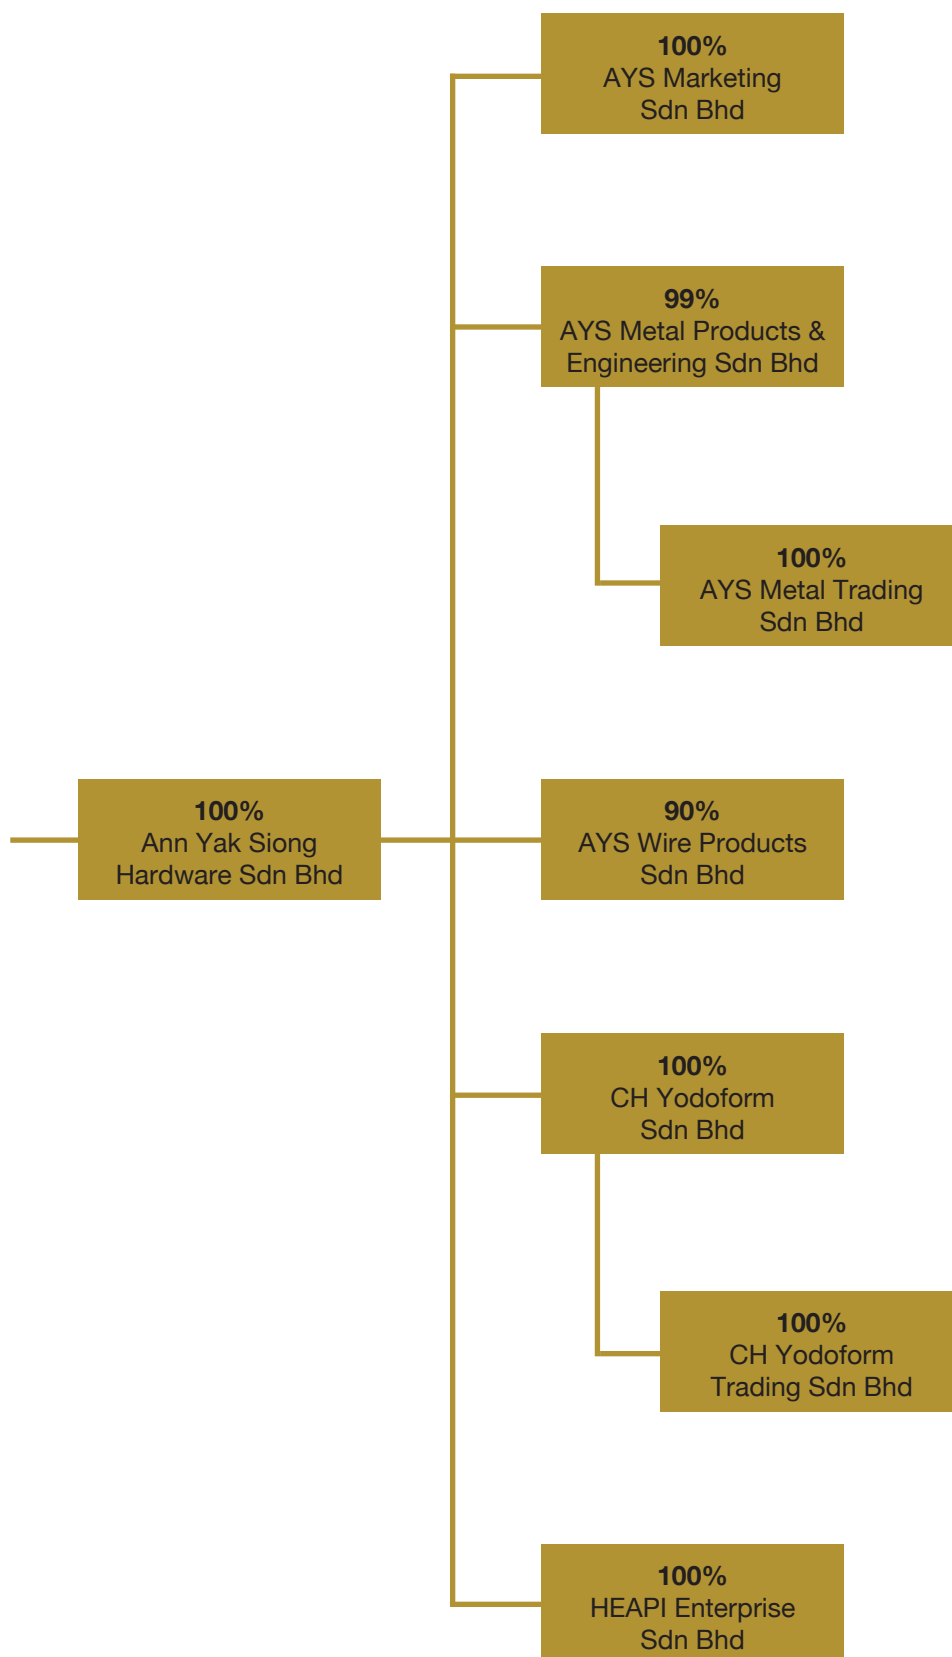 100%
AYS Marketing
Sdn Bhd
99%
AYS Metal Products &
Engineering Sdn Bhd
100%
AYS Metal Trading
Sdn Bhd
100%
Ann Yak Siong
Hardware Sdn Bhd
90%
AYS Wire Products
Sdn Bhd
100%
CH Yodoform
Sdn Bhd
100%
CH Yodoform
Trading Sdn Bhd
100%
HEAPI Enterprise
Sdn Bhd